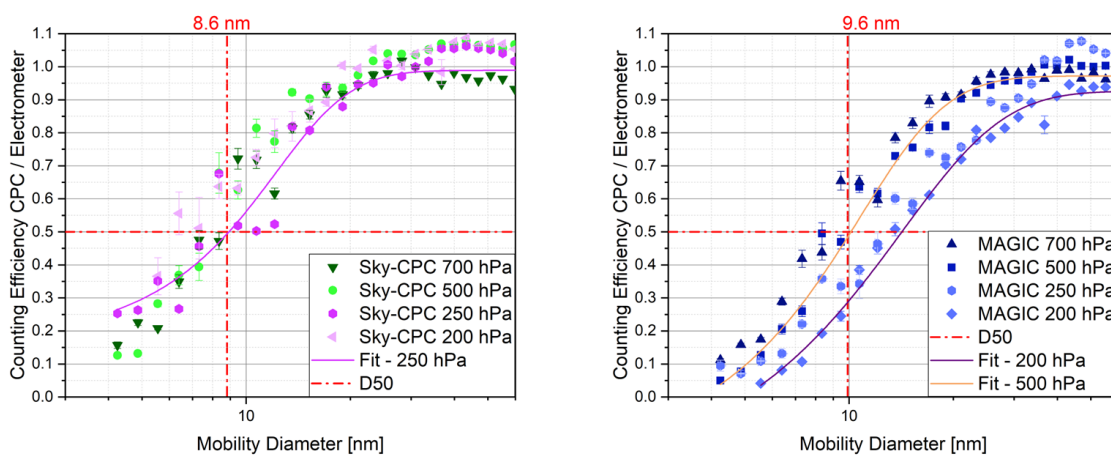 8.6 nm
1.1
1.0
0.9
0.8
0.7
0.6
0.5
0.4
0.3
0.2
0.1
0.0
Counting Efficiency CPC / Electrometer
Sky-CPC 700 hPa
Sky-CPC 500 hPa
Sky-CPC 250 hPa
Sky-CPC 200 hPa
Fit - 250 hPa
D50
10
Mobility Diameter [nm]
9.6 nm
1.1
1.0
0.9
0.8
0.7
0.6
0.5
0.4
0.3
0.2
0.1
0.0
Counting Efficiency CPC / Electrometer
MAGIC 700 hPa
MAGIC 500 hPa
MAGIC 250 hPa
MAGIC 200 hPa
D50
Fit - 200 hPa
Fit - 500 hPa
10
Mobility Diameter [nm]